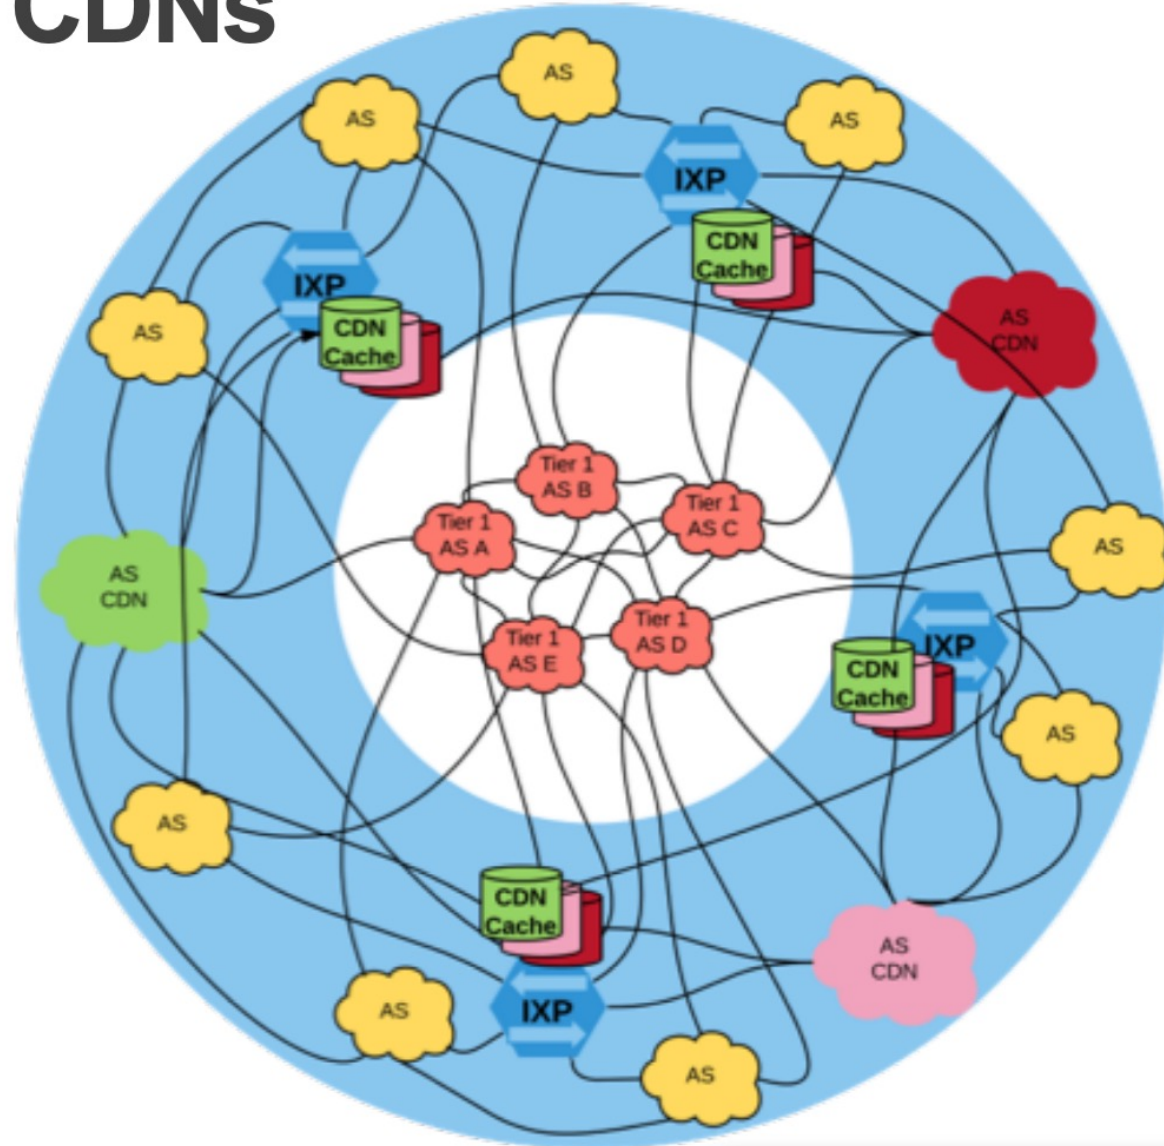 CDNs
AS
AS
AS
IXP
CDN
Cache
IXP
CDN
Cache
AS
AS
CDN
Tier 1
AS B
Tier 1
AS C
Tier 1
AS A
AS
AS
CDN
Tier 1
AS D
Tier 1
AS E
IXP
CDN
Cache
AS
AS
CDN
Cache
AS
CDN
AS
IXP
AS